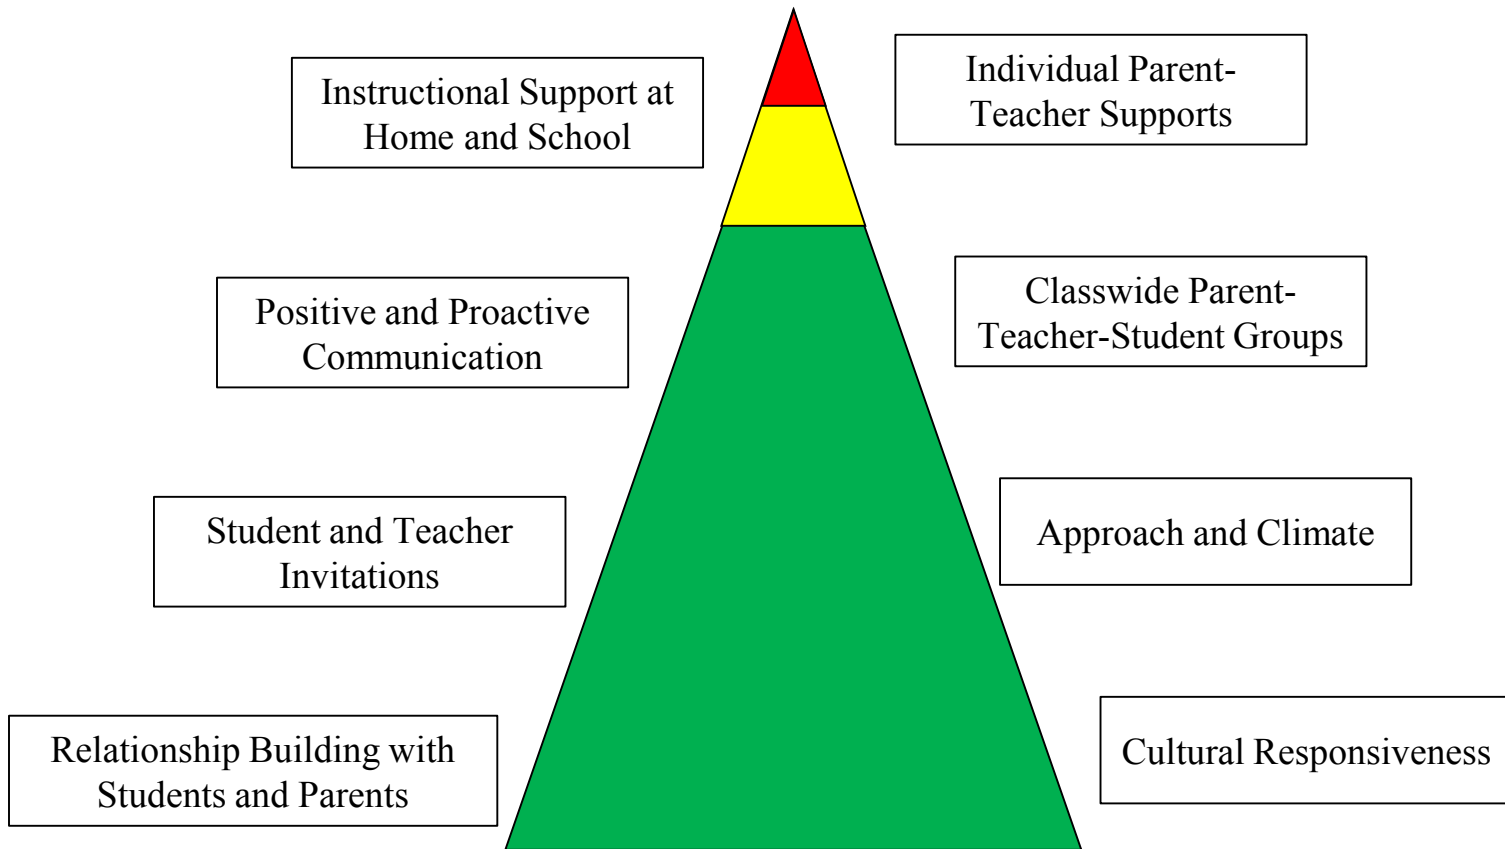 Instructional Support at
Home and School
Individual Parent-
Teacher Supports
Positive and Proactive
Communication
Classwide Parent-
Teacher-Student Groups
Student and Teacher
Invitations
Approach and Climate
Relationship Building with
Students and Parents
Cultural Responsiveness